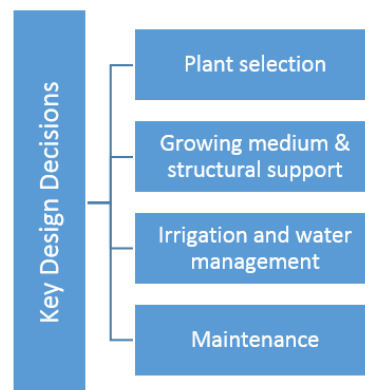 Key Design Decisions
Plant selection
Growing medium &
structural support
Irrigation and water
management
Maintenance